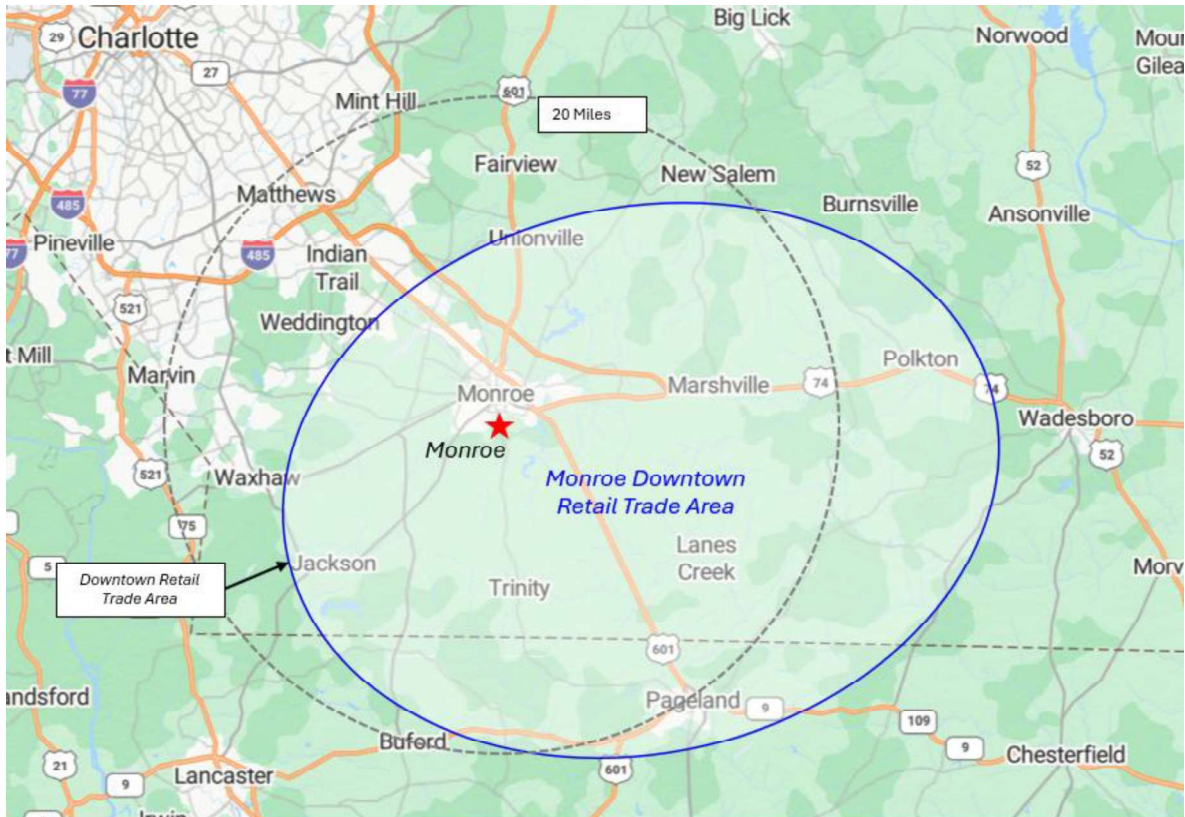 Big Lick
Norwood
Moun
Gilea
29
Charlotte
27
77
601
20 Miles
Mint Hill
Fairview
New Salem
52
Matthews
Burnsville
Ansonville
485
Pineville
Unionville
77
485
Indian
Trail
521
Weddington
t Mill
Marvin
Polkton
Monroe
Marshville
74
74
Wadesboro
Monroe
52
521
Waxhaw
Monroe Downtown
Retail Trade Area
75
Lanes
Creek
5
Jackson
Downtown Retail
Trade Area
Trinity
Morv
601
andsford
Pageland
9
109
Buford
9
Chesterfield
21
9
Lancaster
601
Irwin